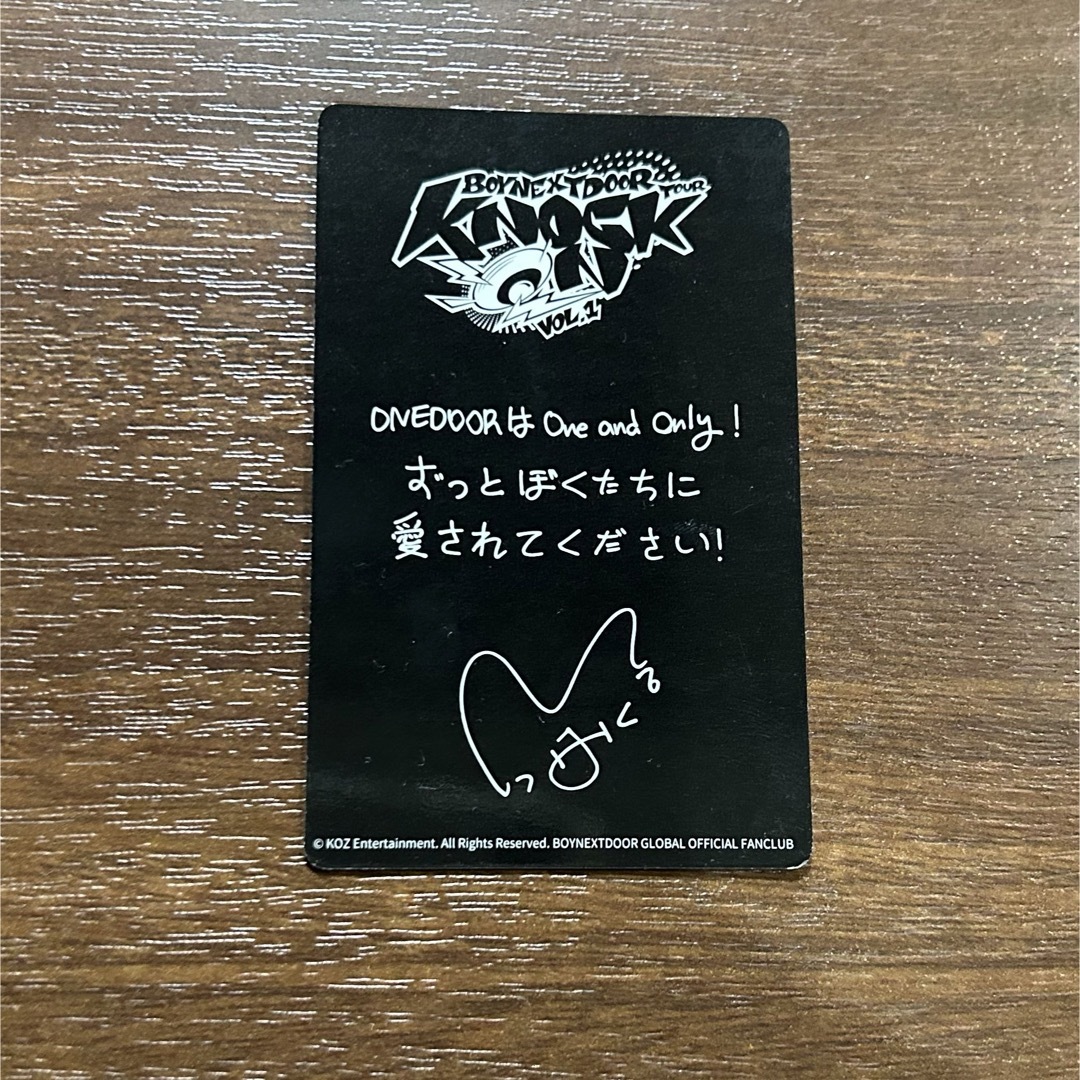 BOYNEXTDOOR TOUR
KNOCK
ON
VOL.1
ONEDOORは One and Only!
ずっとぼくたちに
愛されてください!
© KOZ Entertainment. All Rights Reserved. BOYNEXTDOOR GLOBAL OFFICIAL FANCLUB